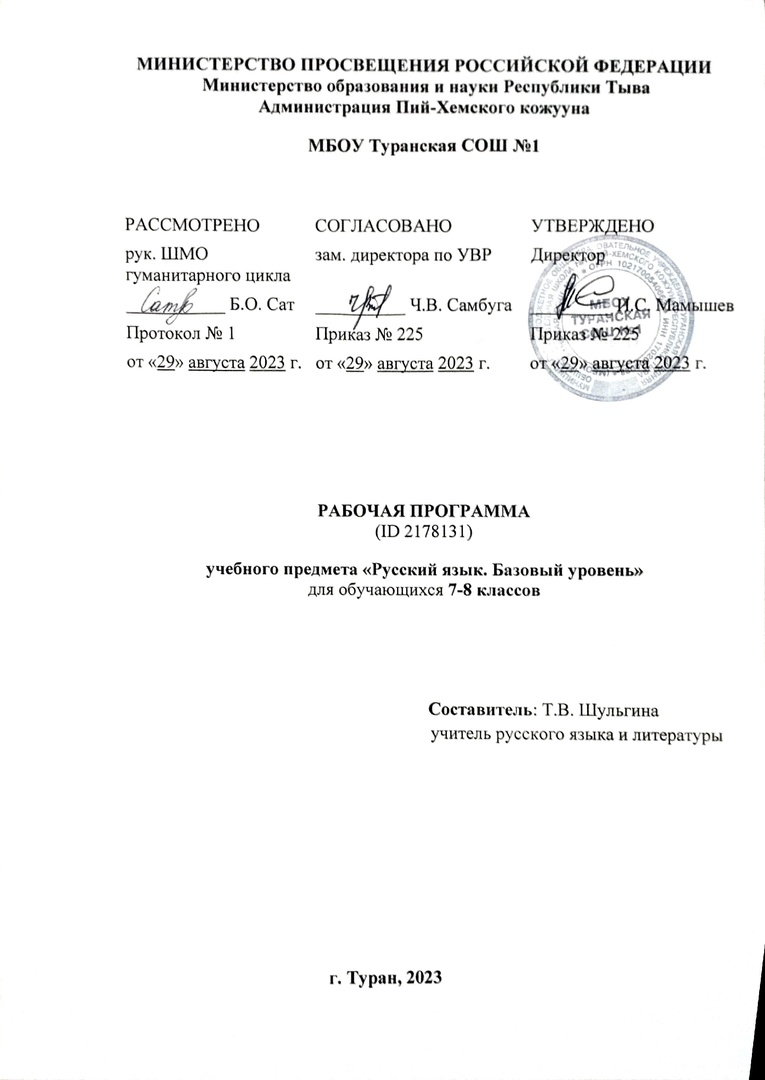 МИНИСТЕРСТВО ПРОСВЕЩЕНИЯ РОССИЙСКОЙ ФЕДЕРАЦИИ
Министерство образования и науки Республики Тыва
Администрация Пий-Хемского кожууна
МБОУ Туранская СОШ №1
РАССМОТРЕНО
рук. ШМО
гуманитарного цикла
Б.О. Сат
Протокол № 1
от «29» августа 2023 г.
СОГЛАСОВАНО
зам. директора по УВР
Ч.В. Самбуга
Приказ № 225
от «29» августа 2023 г.
УТВЕРЖДЕНО
Директор
И.С. Мамышев
Приказ № 225
от «29» августа 2023 г.
МБОУ
ТУРАНСКАЯ
РАБОЧАЯ ПРОГРАММА
(ID 2178131)
учебного предмета «Русский язык. Базовый уровень»
для обучающихся 7-8 классов
Составитель: Т.В. Шульгина
учитель русского языка и литературы
г. Туран, 2023